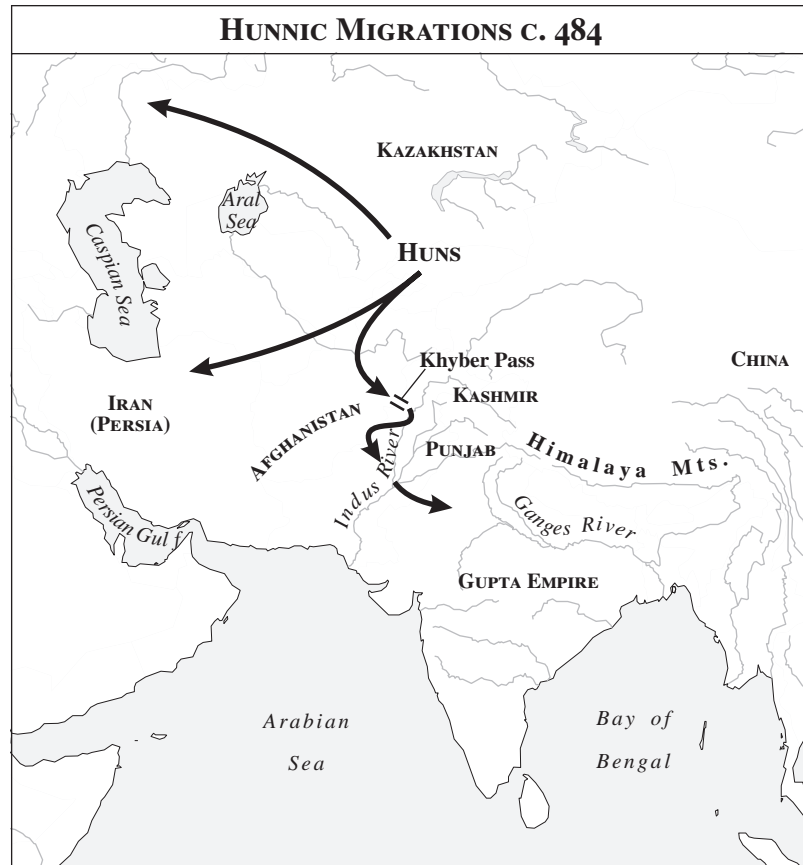 HUNNIC MIGRATIONS C. 484
KAZAKHSTAN
Aral
Sea
HUNS
Caspian Sea
Khyber Pass
CHINA
KASHMIR
IRAN
(PERSIA)
AFGHANISTAN
PUNJAB
Himalaya Mts.
Indus River
Persian Gulf
Ganges River
GUPTA EMPIRE
Arabian
Sea
Bay of
Bengal